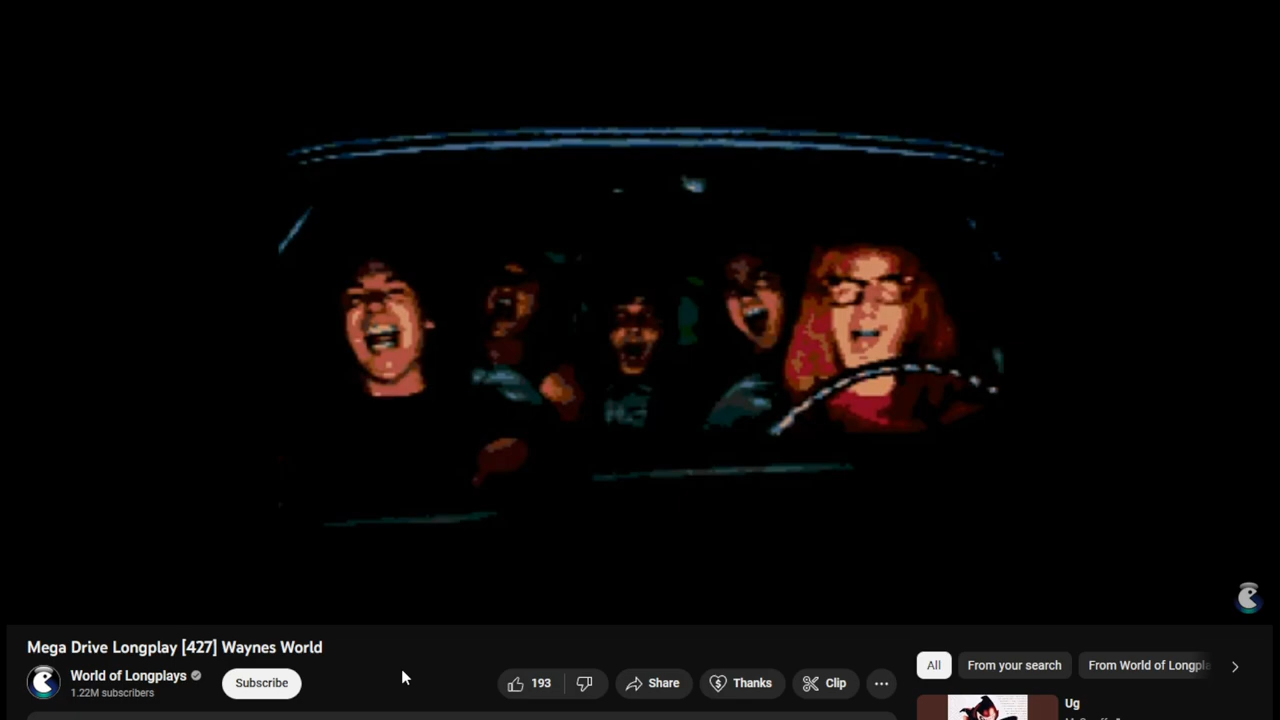 Mega Drive Longplay [427] Waynes World
World of Longplays
1.22M subscribers
Subscribe
193
Share
Thanks
Clip
All
From your search
From World of Longpla
Ug